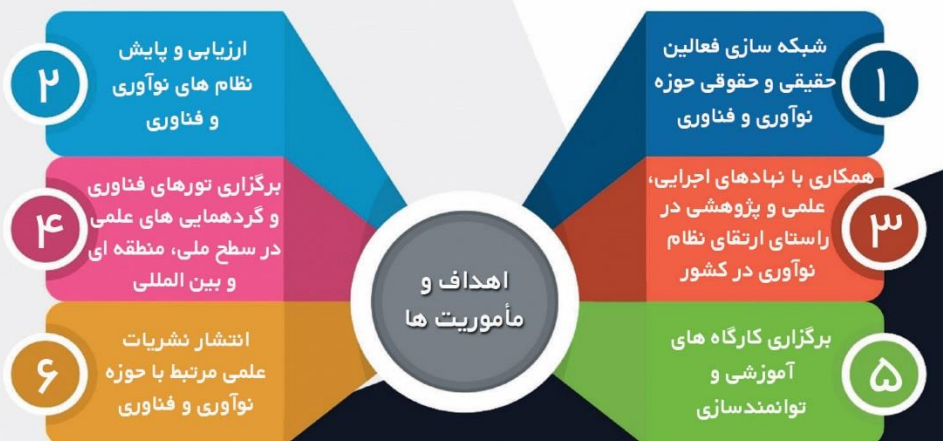 ۱
شبکه سازی فعالین
حقیقی و حقوقی حوزه
نوآوری و فناوری
۲
ارزیابی و پایش
نظام های نوآوری
و فناوری
۳
همکاری با نهادهای اجرایی،
علمی و پژوهشی در
راستای ارتقای نظام
نوآوری در کشور
۴
برگزاری تورهای فناوری
و گردهمایی های علمی
در سطح ملی، منطقه ای
و بین المللی
اهداف و
مأموریت ها
۵
برگزاری کارگاه های
آموزشی و
توانمندسازی
۶
انتشار نشریات
علمی مرتبط با حوزه
نوآوری و فناوری